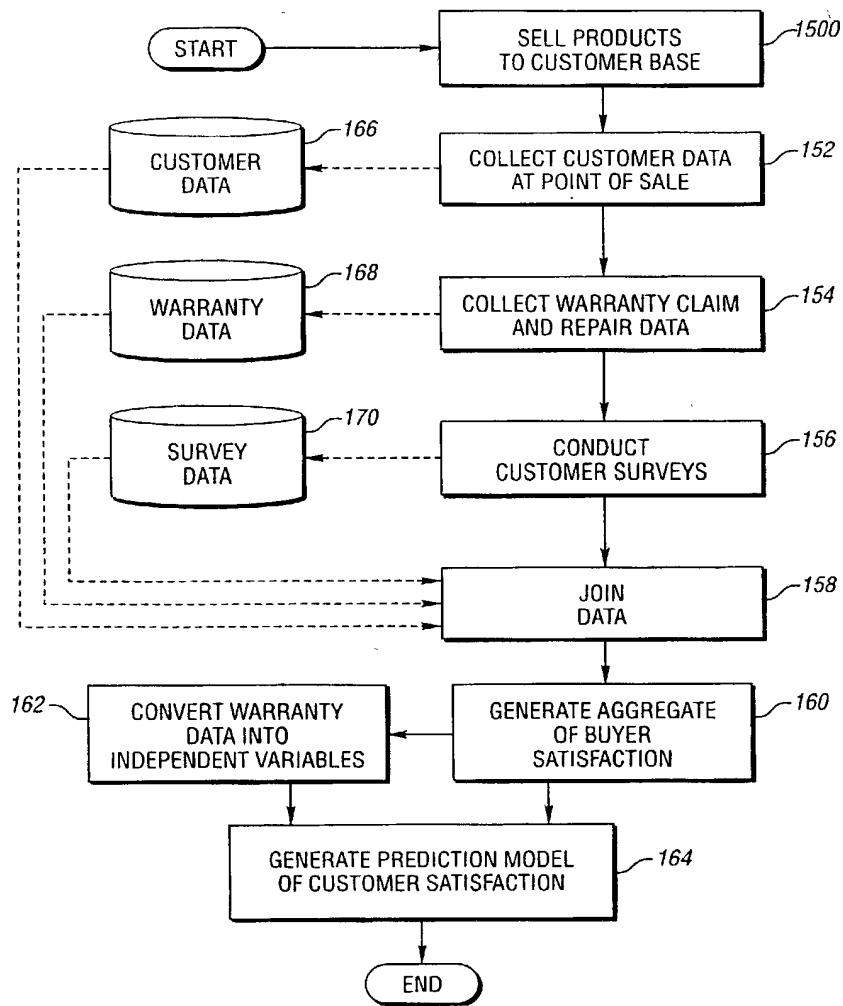 START
SELL PRODUCTS
TO CUSTOMER BASE
1500
CUSTOMER
DATA
166
COLLECT CUSTOMER DATA
AT POINT OF SALE
152
WARRANTY
DATA
168
COLLECT WARRANTY CLAIM
AND REPAIR DATA
154
SURVEY
DATA
170
CONDUCT
CUSTOMER SURVEYS
156
JOIN
DATA
158
162
CONVERT WARRANTY
DATA INTO
INDEPENDENT VARIABLES
GENERATE AGGREGATE
OF BUYER
SATISFACTION
160
GENERATE PREDICTION MODEL
OF CUSTOMER SATISFACTION
164
END